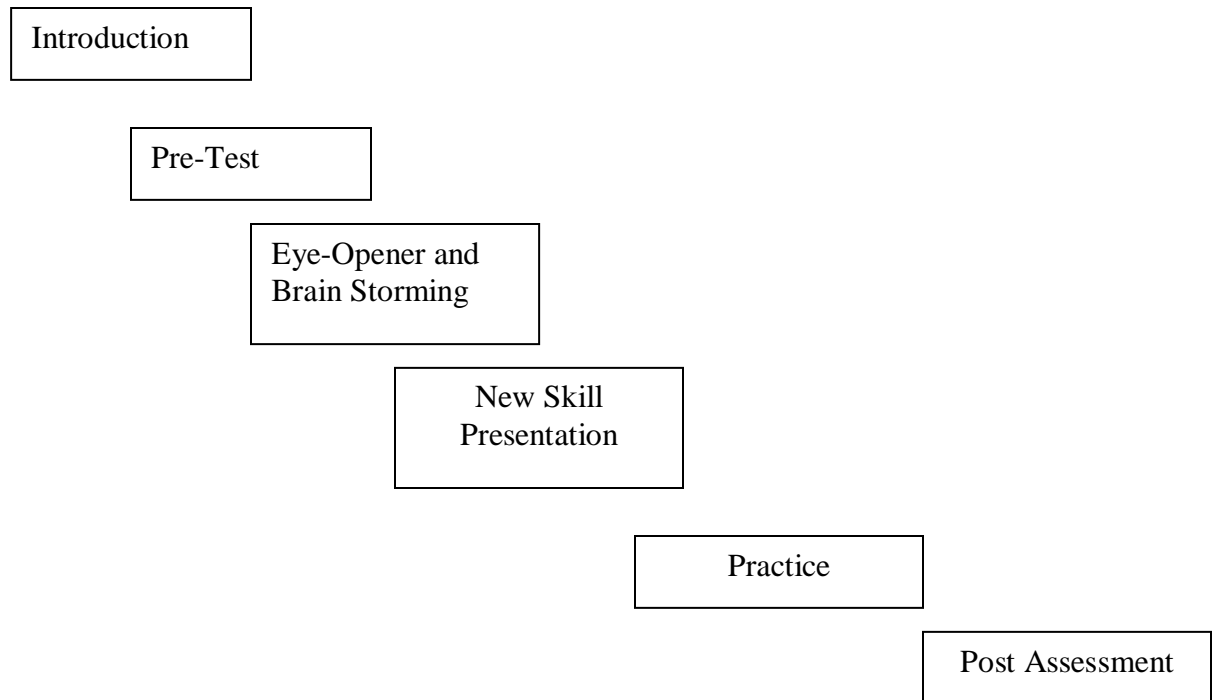 Introduction
Pre-Test
Eye-Opener and
Brain Storming
New Skill
Presentation
Practice
Post Assessment